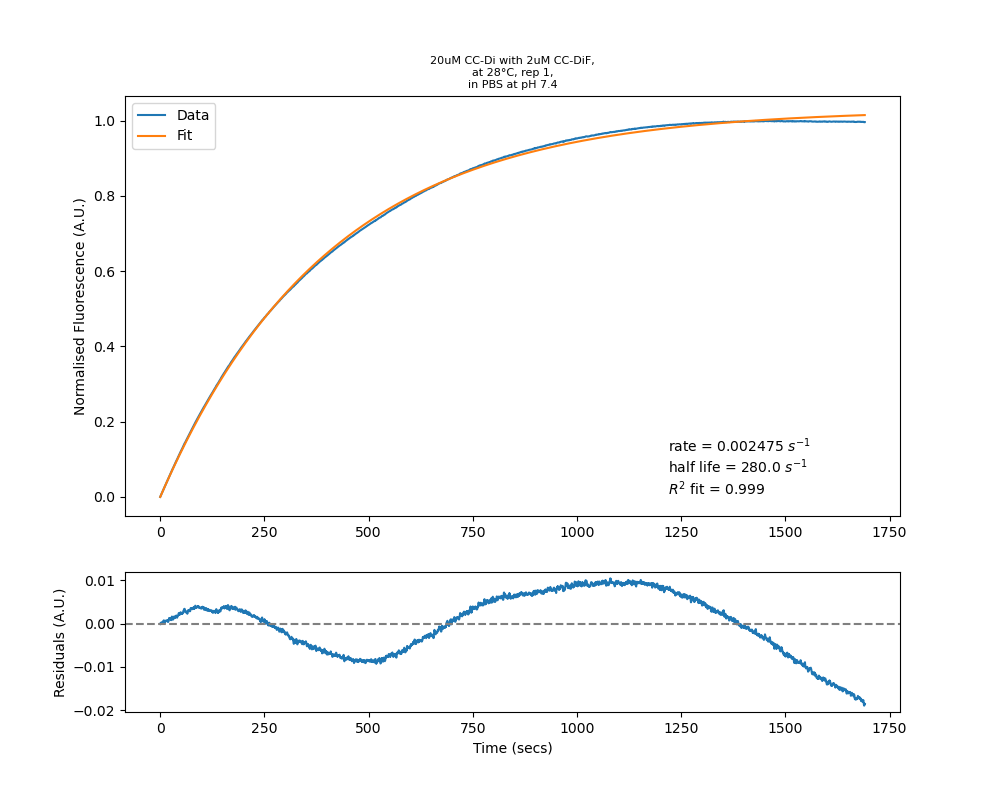 20uM CC-Di with 2uM CC-DiF,
at 28°C, rep 1,
in PBS at pH 7.4
Data
Fit
Normalised Fluorescence (A.U.)
1.0
0.8
0.6
0.4
0.2
0.0
rate = 0.002475 s⁻¹
half life = 280.0 s⁻¹
R² fit = 0.999
0 250 500 750 1000 1250 1500 1750
Residuals (A.U.)
0.01
0.00
−0.01
−0.02
0 250 500 750 1000 1250 1500 1750
Time (secs)